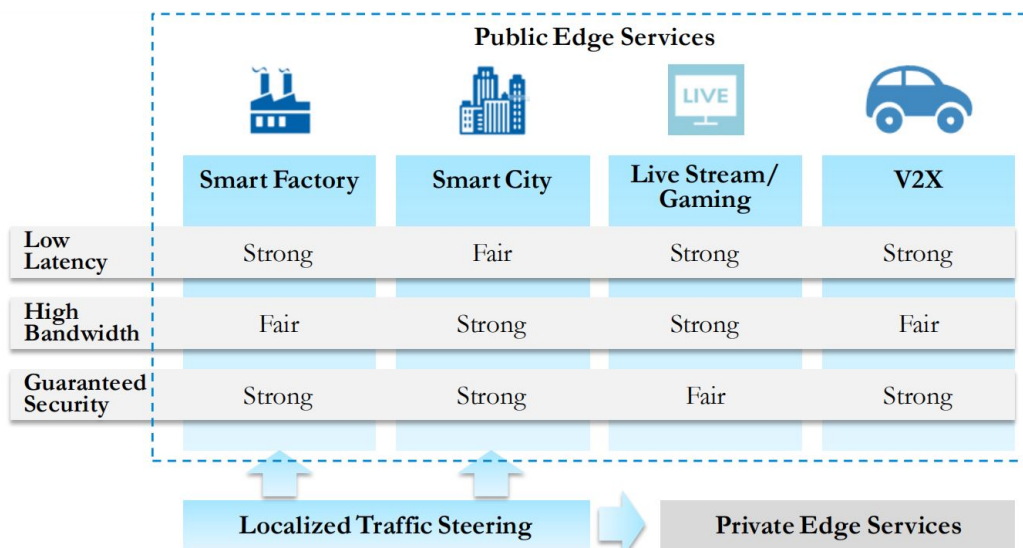 Public Edge Services
LIVE
Smart Factory
Smart City
Live Stream/
Gaming
V2X
Low
Latency
Strong
Fair
Strong
Strong
High
Bandwidth
Fair
Strong
Strong
Fair
Guaranteed
Security
Strong
Strong
Fair
Strong
Localized Traffic Steering
Private Edge Services